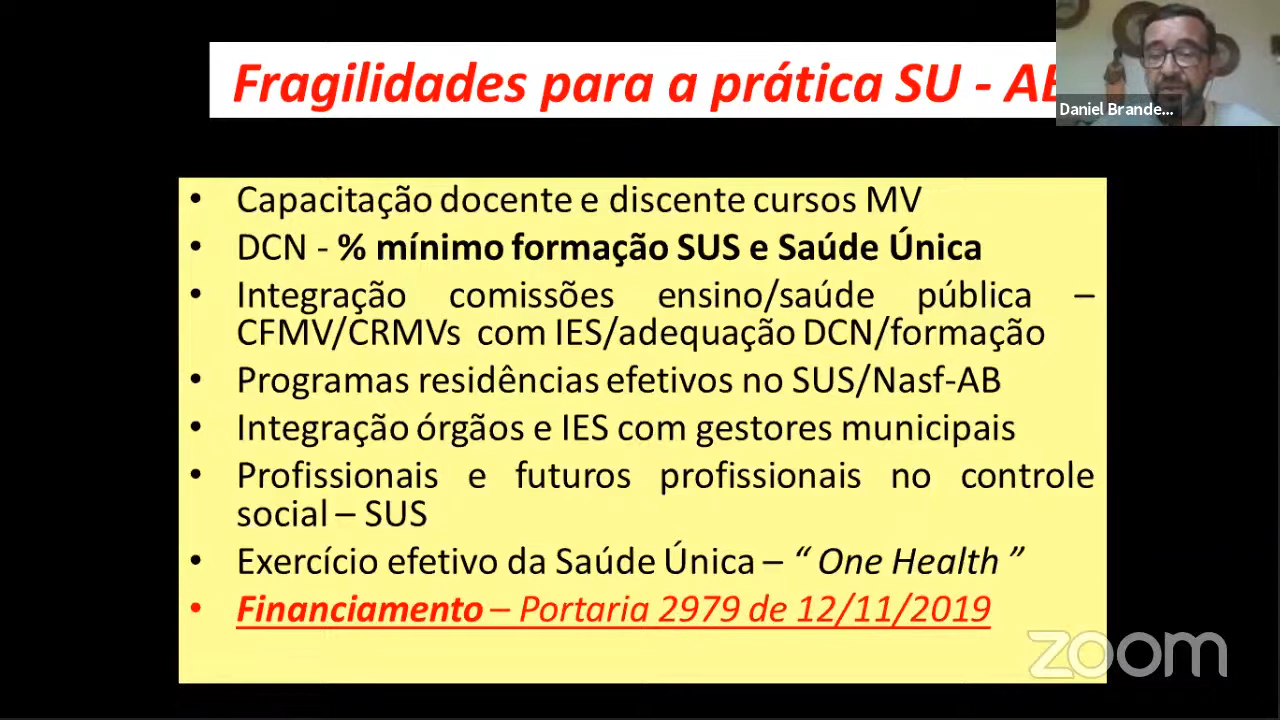 Fragilidades para a prática SU - AB
Daniel Brande...
• Capacitação docente e discente cursos MV
• DCN - % mínimo formação SUS e Saúde Única
• Integração comissões ensino/saúde pública –
CFMV/CRMVs com IES/adequação DCN/formação
• Programas residências efetivos no SUS/Nasf-AB
• Integração órgãos e IES com gestores municipais
• Profissionais e futuros profissionais no controle
social – SUS
• Exercício efetivo da Saúde Única – “ One Health ”
• Financiamento – Portaria 2979 de 12/11/2019
zoom